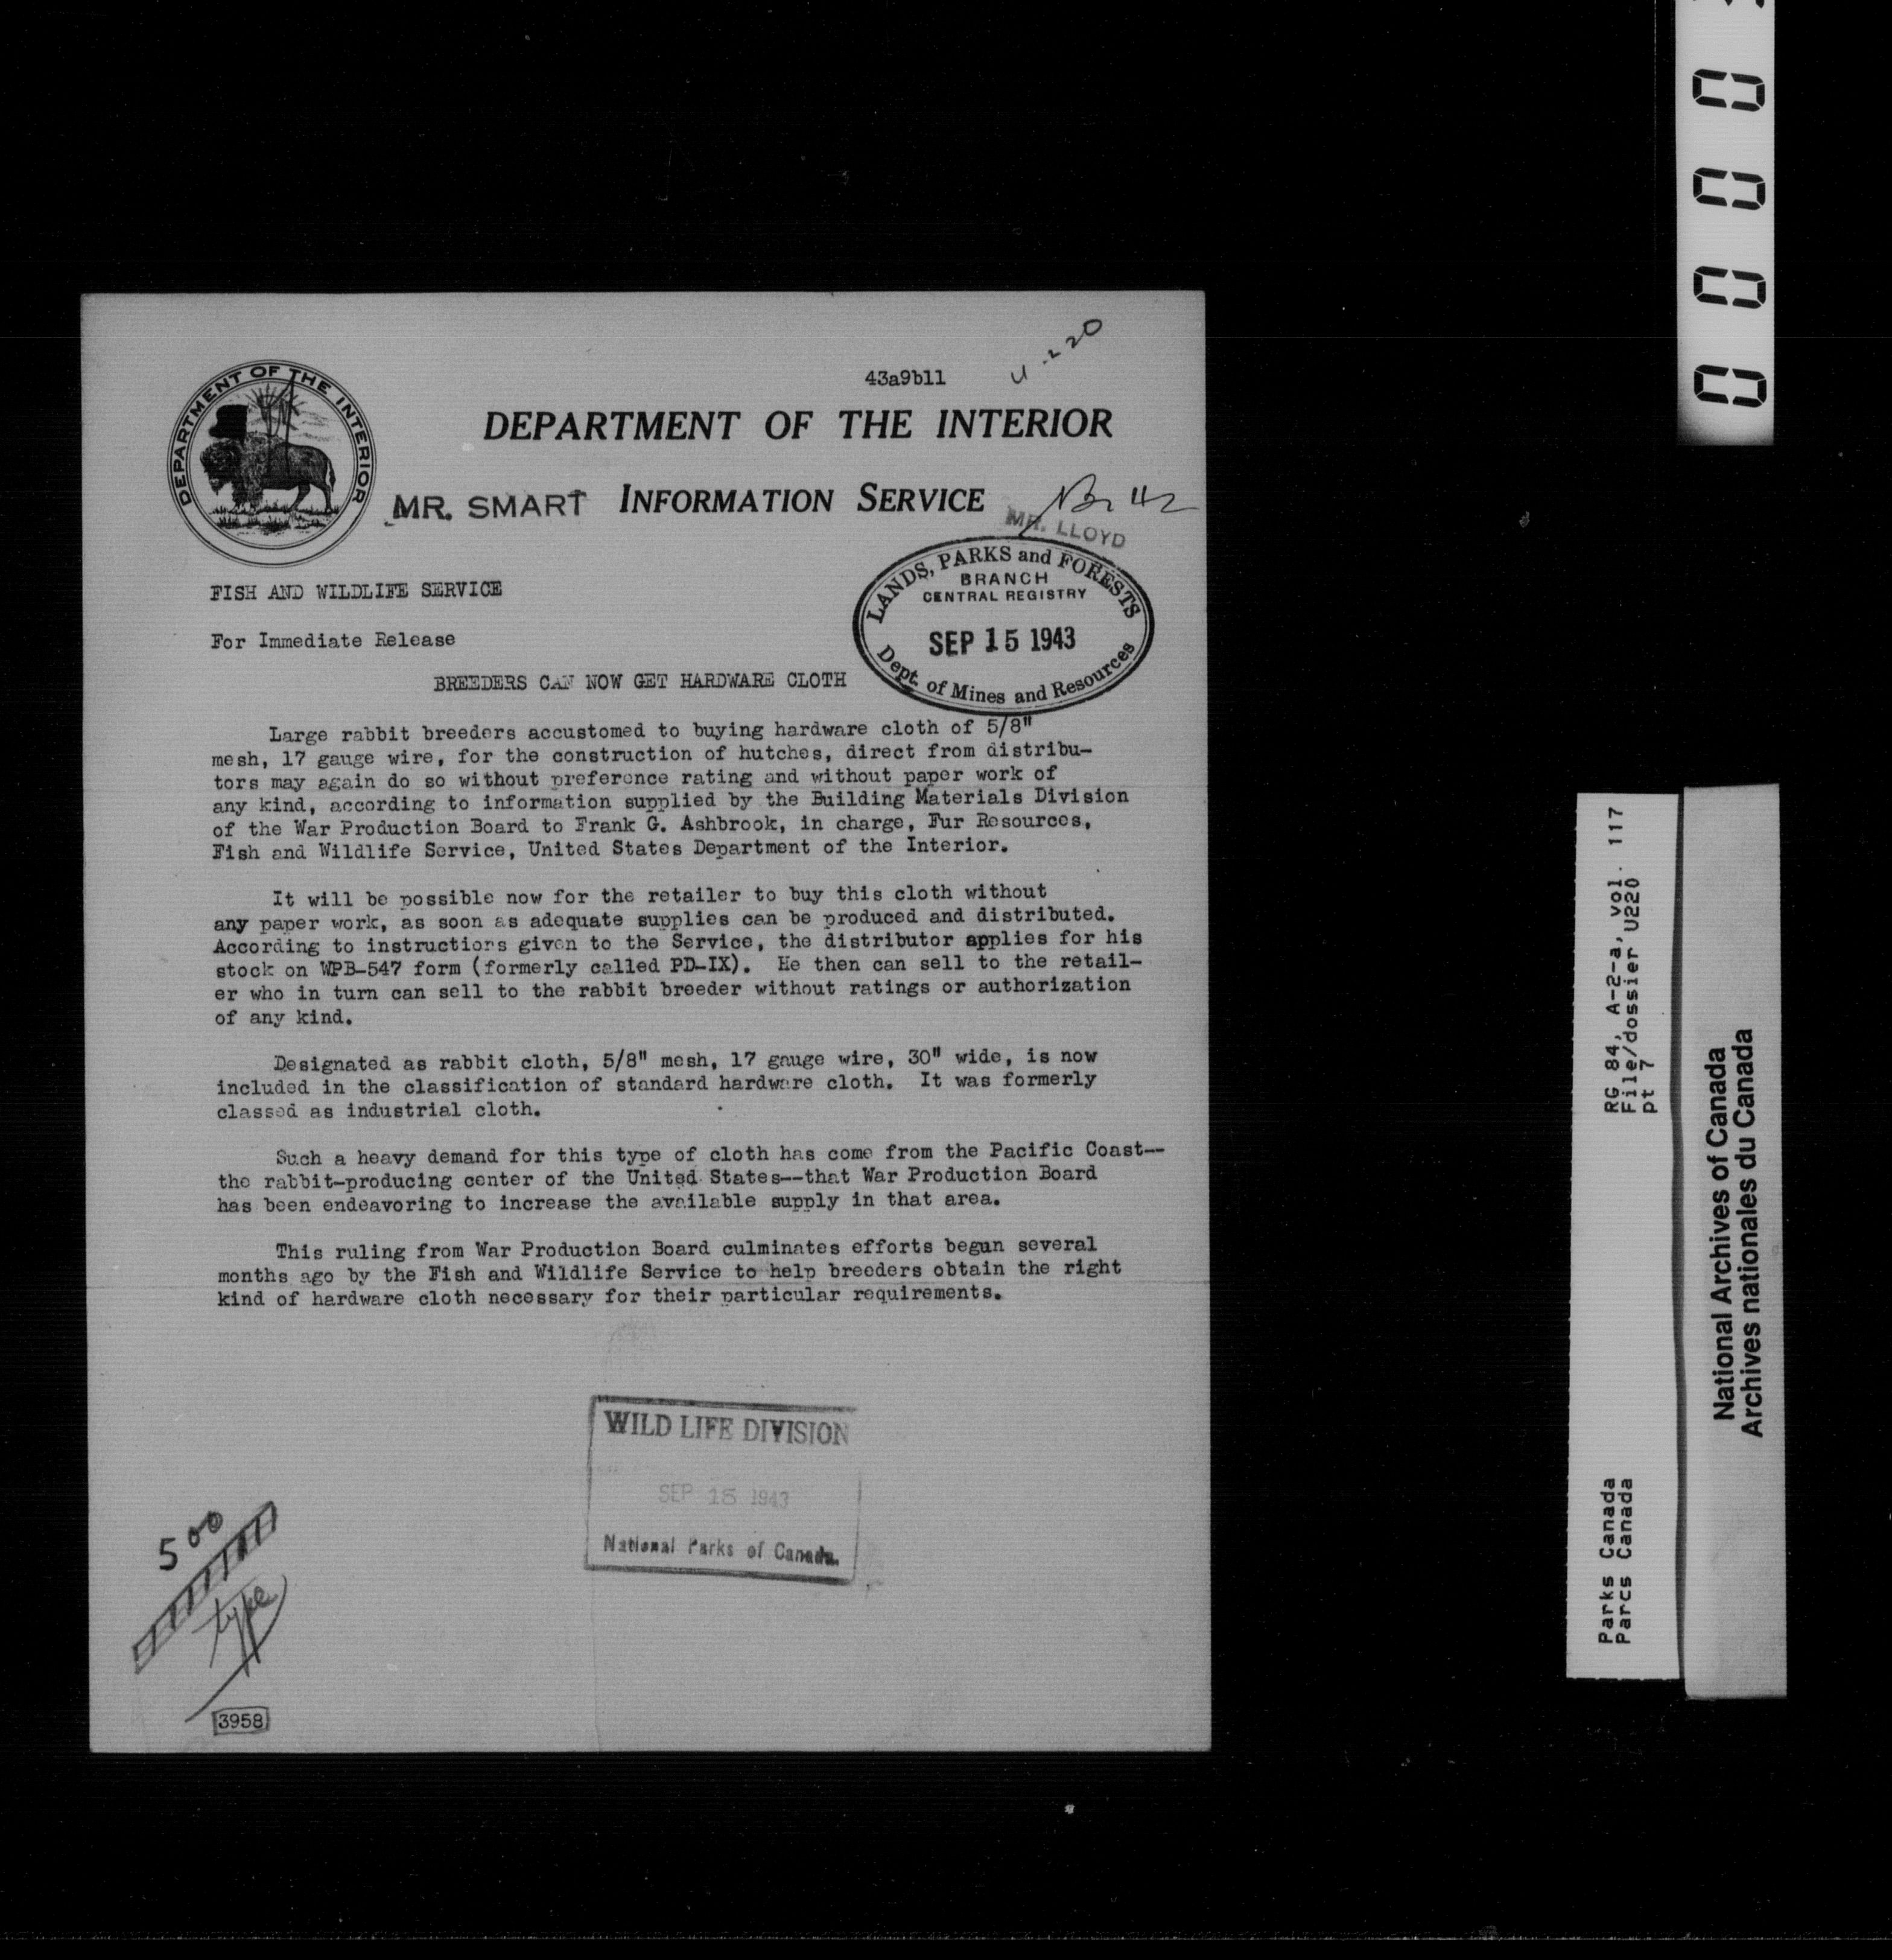 U-220
43a9b11
DEPARTMENT OF THE INTERIOR
DEPARTMENT OF THE INTERIOR
MR. SMART
INFORMATION SERVICE
MR. LLOYD
LANDS, PARKS and FORESTS
BRANCH
CENTRAL REGISTRY
SEP 15 1943
Dept. of Mines and Resources
FISH AND WILDLIFE SERVICE
For Immediate Release
BREEDERS CAN NOW GET HARDWARE CLOTH
Large rabbit breeders accustomed to buying hardware cloth of 5/8"
mesh, 17 gauge wire, for the construction of hutches, direct from distribu-
tors may again do so without preference rating and without paper work of
any kind, according to information supplied by the Building Materials Division
of the War Production Board to Frank G. Ashbrook, in charge, Fur Resources,
Fish and Wildlife Service, United States Department of the Interior.
It will be possible now for the retailer to buy this cloth without
any paper work, as soon as adequate supplies can be produced and distributed.
According to instructions given to the Service, the distributor applies for his
stock on WPB-547 form (formerly called PD-IX). He then can sell to the retail-
er who in turn can sell to the rabbit breeder without ratings or authorization
of any kind.
Designated as rabbit cloth, 5/8" mesh, 17 gauge wire, 30" wide, is now
included in the classification of standard hardware cloth. It was formerly
classed as industrial cloth.
Such a heavy demand for this type of cloth has come from the Pacific Coast--
the rabbit-producing center of the United States--that War Production Board
has been endeavoring to increase the available supply in that area.
This ruling from War Production Board culminates efforts begun several
months ago by the Fish and Wildlife Service to help breeders obtain the right
kind of hardware cloth necessary for their particular requirements.
WILD LIFE DIVISION
SEP 15 1943
National Parks of Canada.
500
type
3958
0000
RG 84, A-2-a, vol. 117
File/dossier U220
pt 7
Parks Canada
Parcs Canada
National Archives of Canada
Archives nationales du Canada